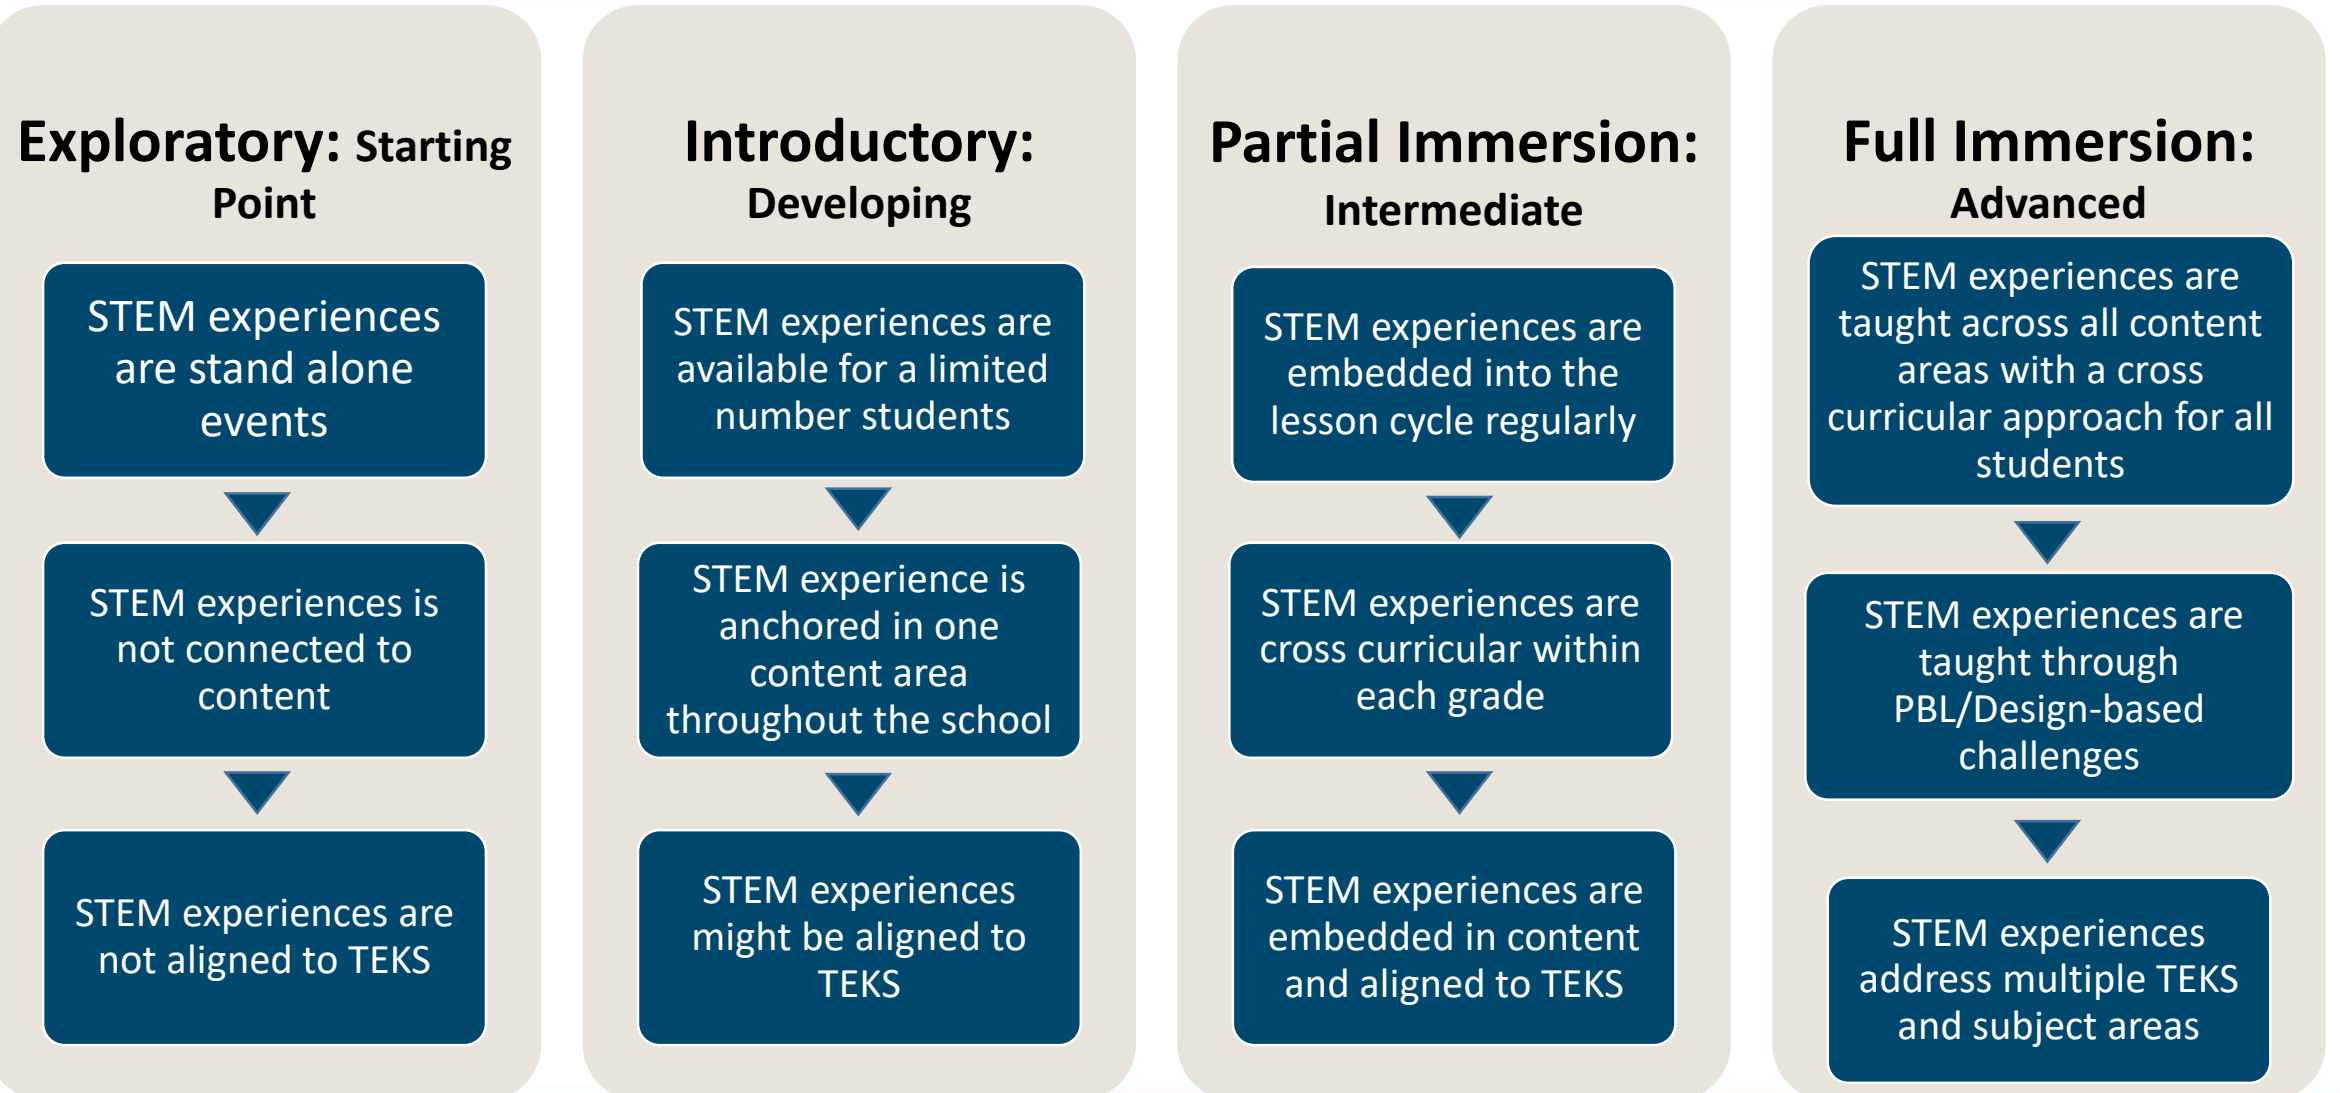 Exploratory: Starting
Point
STEM experiences
are stand alone
events
STEM experiences is
not connected to
content
STEM experiences are
not aligned to TEKS
Introductory:
Developing
STEM experiences are
available for a limited
number students
STEM experience is
anchored in one
content area
throughout the school
STEM experiences
might be aligned to
TEKS
Partial Immersion:
Intermediate
STEM experiences are
embedded into the
lesson cycle regularly
STEM experiences are
cross curricular within
each grade
STEM experiences are
embedded in content
and aligned to TEKS
Full Immersion:
Advanced
STEM experiences are
taught across all content
areas with a cross
curricular approach for all
students
STEM experiences are
taught through
PBL/Design-based
challenges
STEM experiences
address multiple TEKS
and subject areas